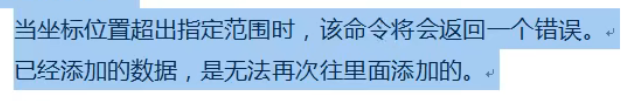 当坐标位置超出指定范围时，该命令将会返回一个错误。
已经添加的数据，是无法再次往里面添加的。